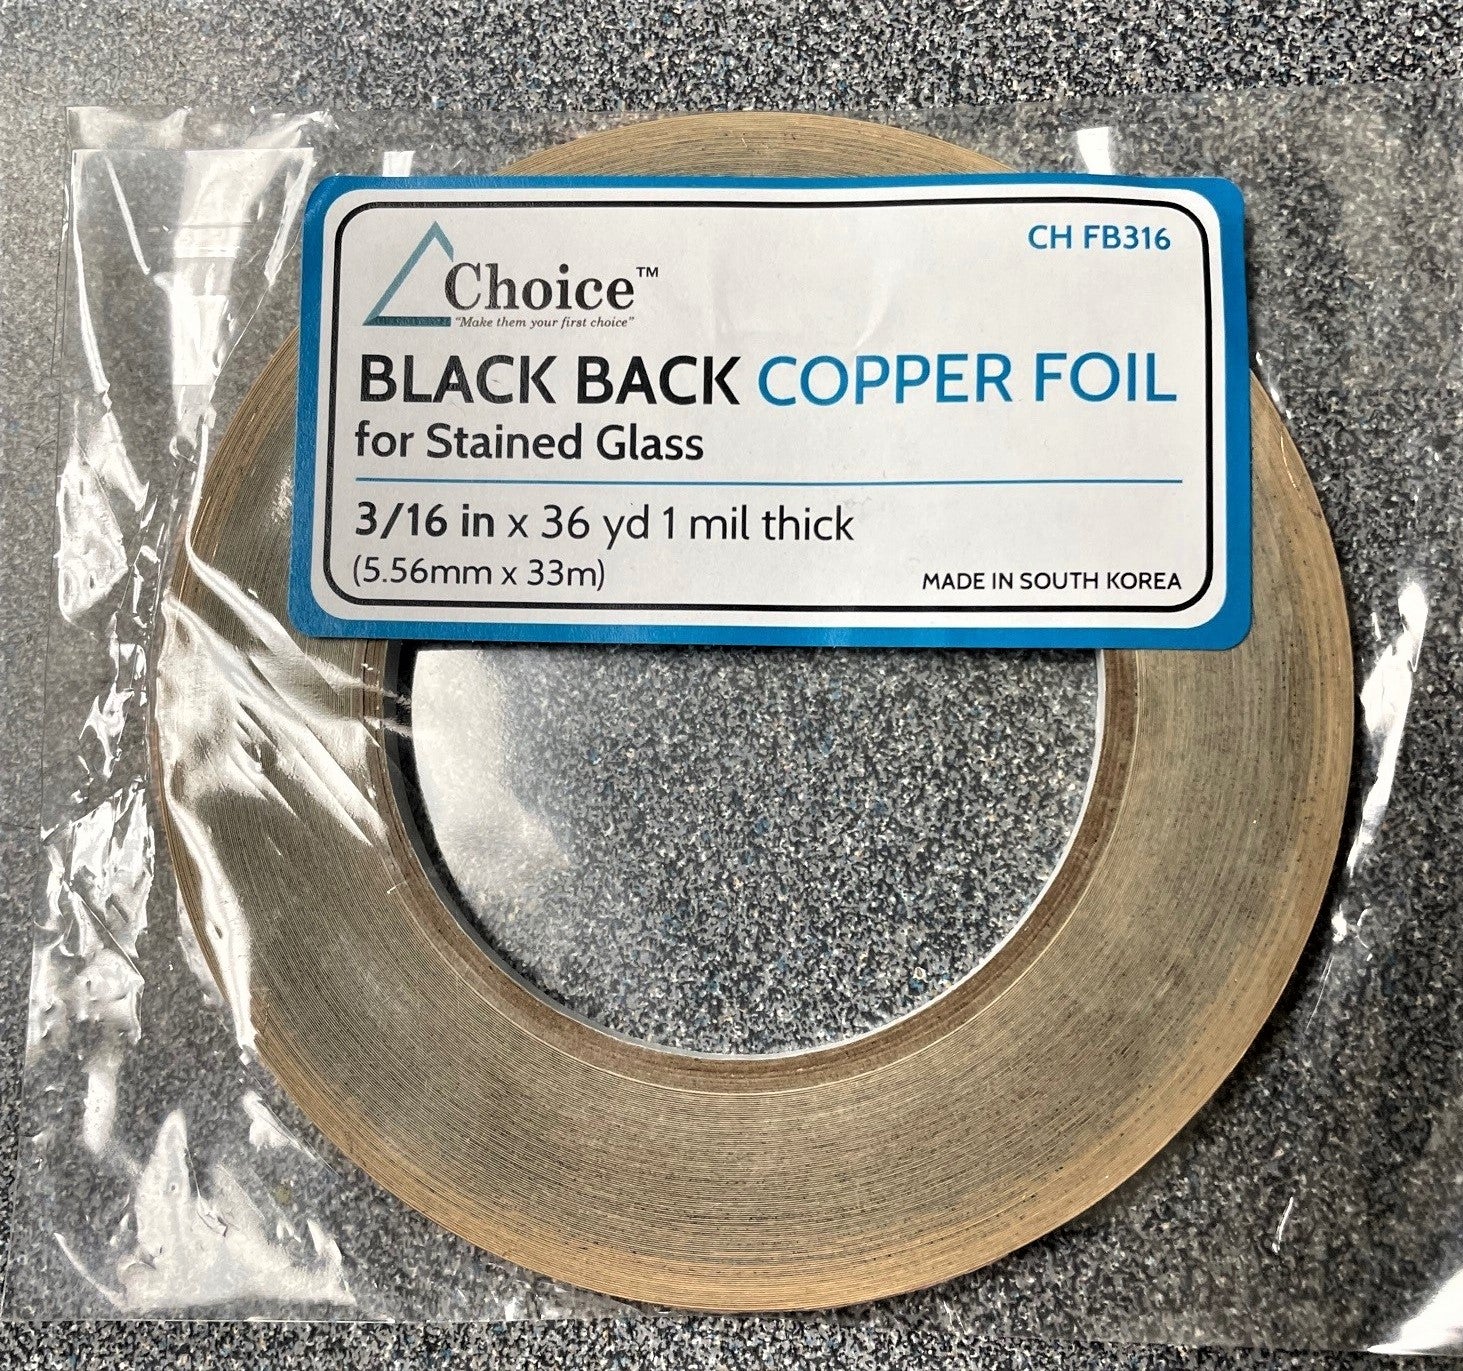 Choice™
"Make them your first choice"
CH FB316
BLACK BACK COPPER FOIL
for Stained Glass
3/16 in x 36 yd 1 mil thick
(5.56mm x 33m)
MADE IN SOUTH KOREA